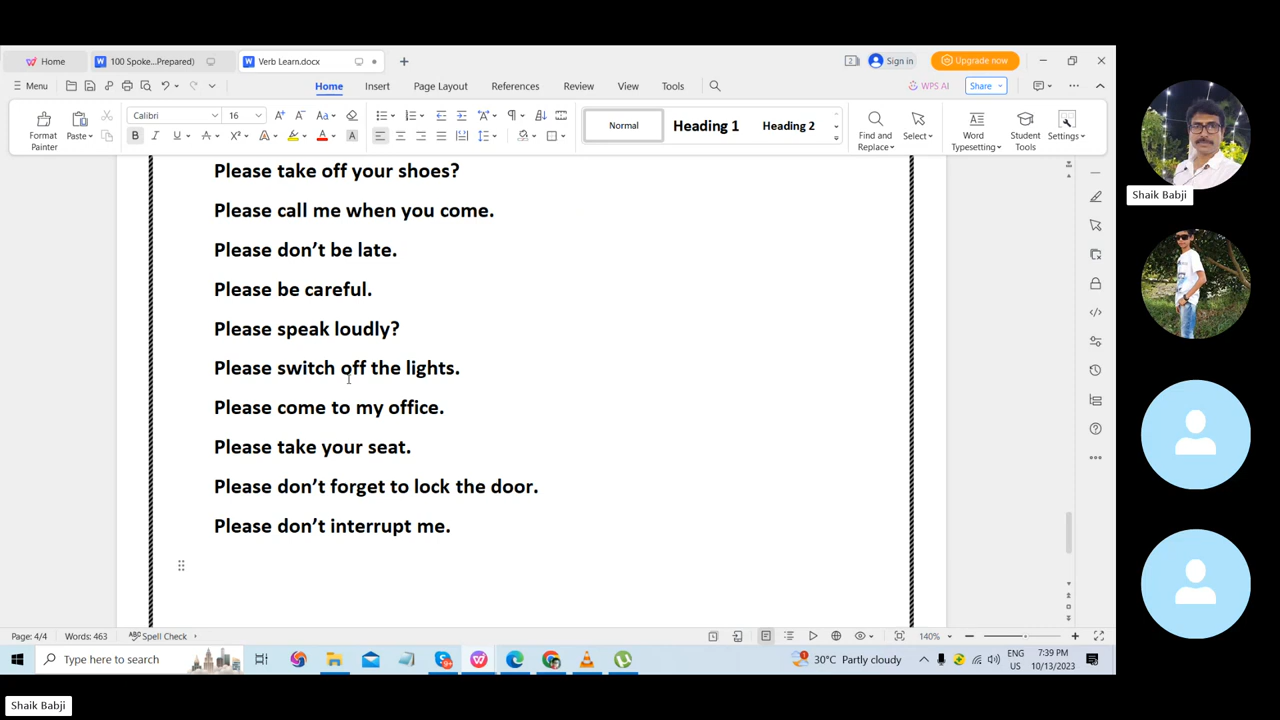 Home
100 Spoke...Prepared)
Verb Learn.docx
Sign in
Upgrade now
Menu
Home
Insert
Page Layout
References
Review
View
Tools
WPS AI
Share
Format
Painter
Paste
Calibri
16
Normal
Heading 1
Heading 2
Find and
Replace
Select
Word
Typesetting
Student
Tools
Settings
Please take off your shoes?
Please call me when you come.
Please don't be late.
Please be careful.
Please speak loudly?
Please switch off the lights.
Please come to my office.
Please take your seat.
Please don't forget to lock the door.
Please don't interrupt me.
Page: 4/4
Words: 463
Spell Check
140%
Type here to search
30°C Partly cloudy
ENG
US
7:39 PM
10/13/2023
Shaik Babji
Shaik Babji